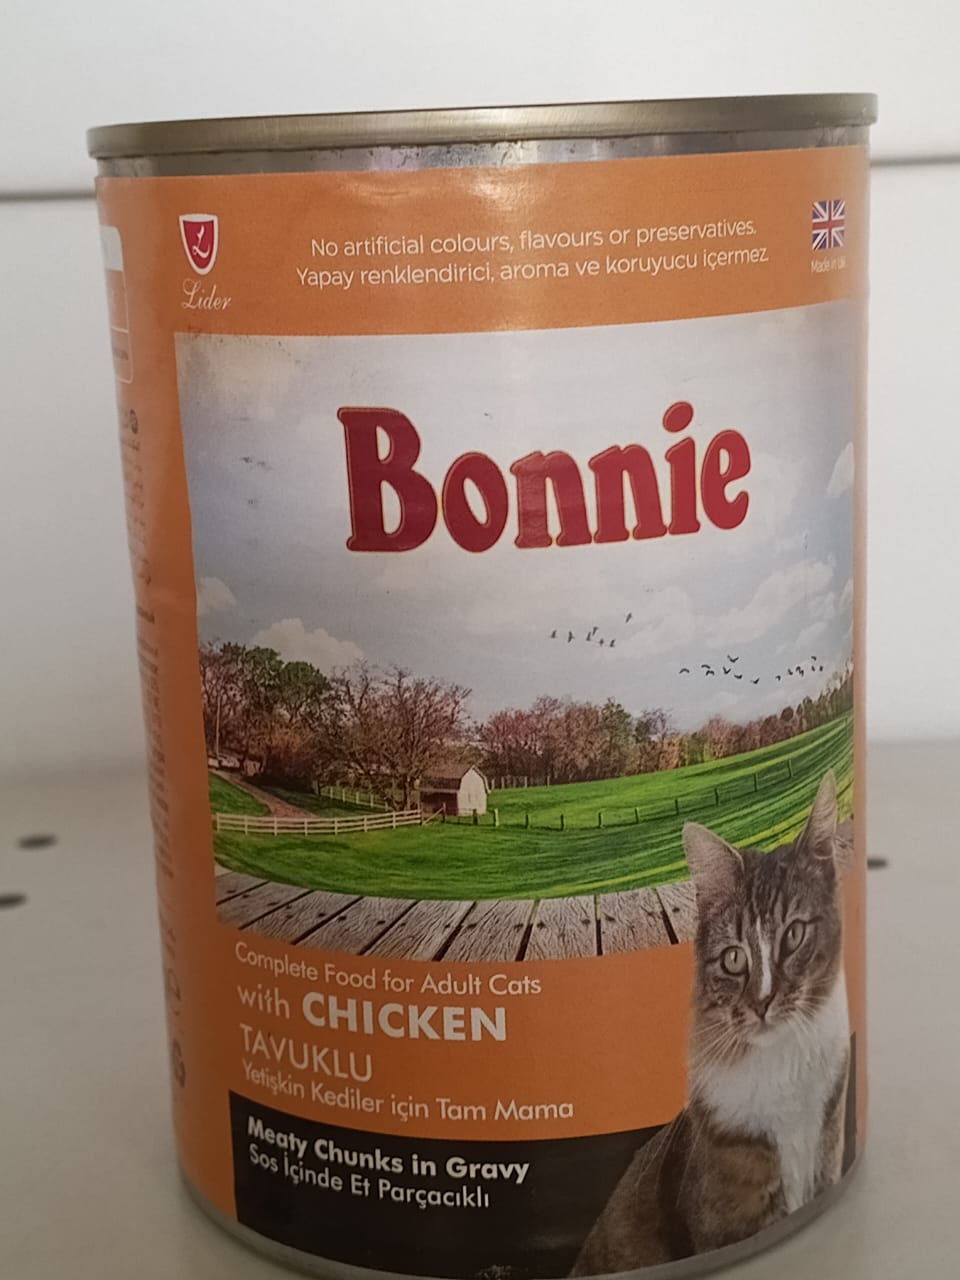 Lider
No artificial colours, flavours or preservatives.
Yapay renklendirici, aroma ve koruyucu içermez.
Made in UK
Bonnie
Complete Food for Adult Cats
with CHICKEN
TAVUKLU
Yetişkin Kediler için Tam Mama
Meaty Chunks in Gravy
Sos İçinde Et Parçacıklı